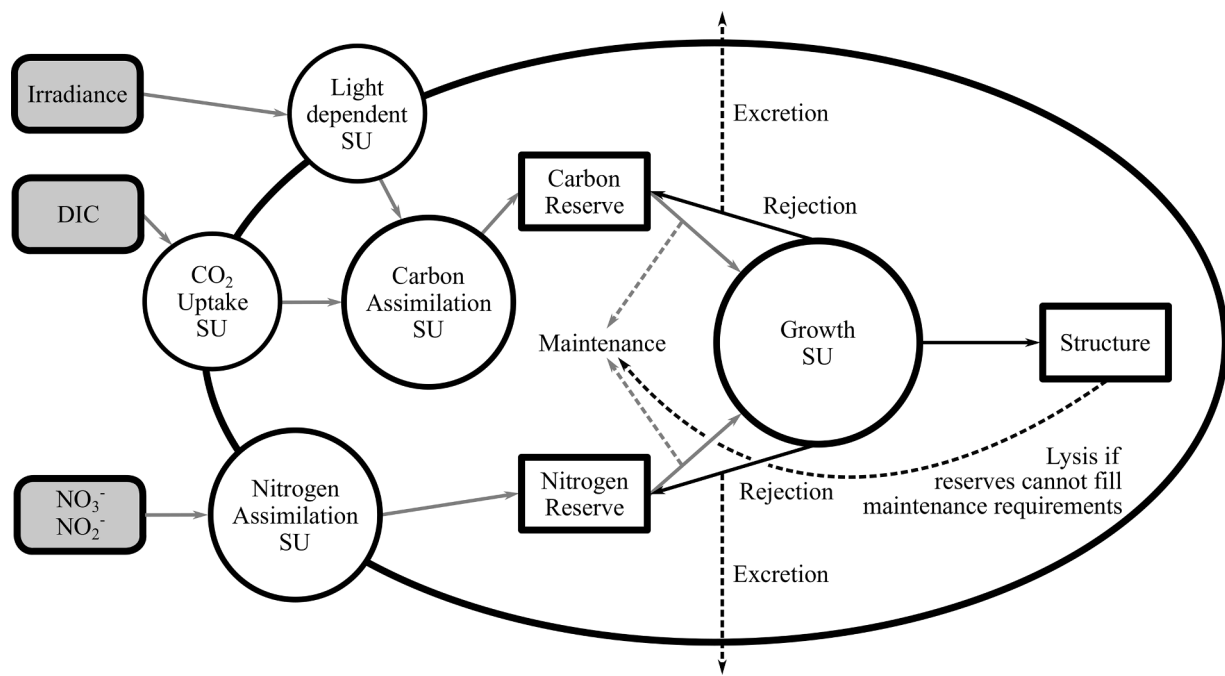 Irradiance
Light
dependent
SU
Excretion
DIC
Carbon
Reserve
Rejection
CO₂
Uptake
SU
Carbon
Assimilation
SU
Maintenance
Growth
SU
Structure
NO₃⁻
NO₂⁻
Nitrogen
Assimilation
SU
Nitrogen
Reserve
Rejection
Lysis if
reserves cannot fill
maintenance requirements
Excretion